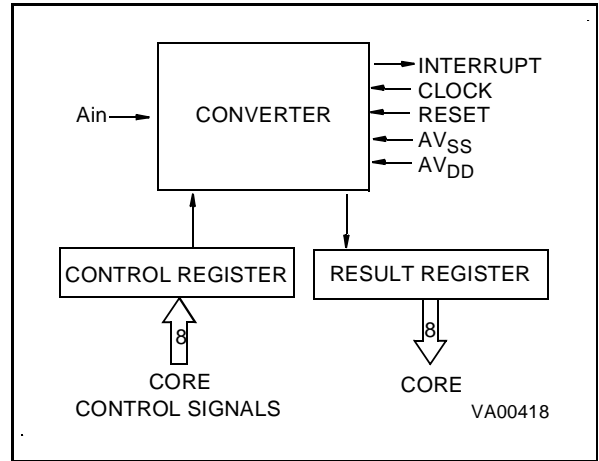 INTERRUPT
CLOCK
Ain
CONVERTER
RESET
AVSS
AVDD
CONTROL REGISTER
RESULT REGISTER
8
8
CORE
CONTROL SIGNALS
CORE
VA00418